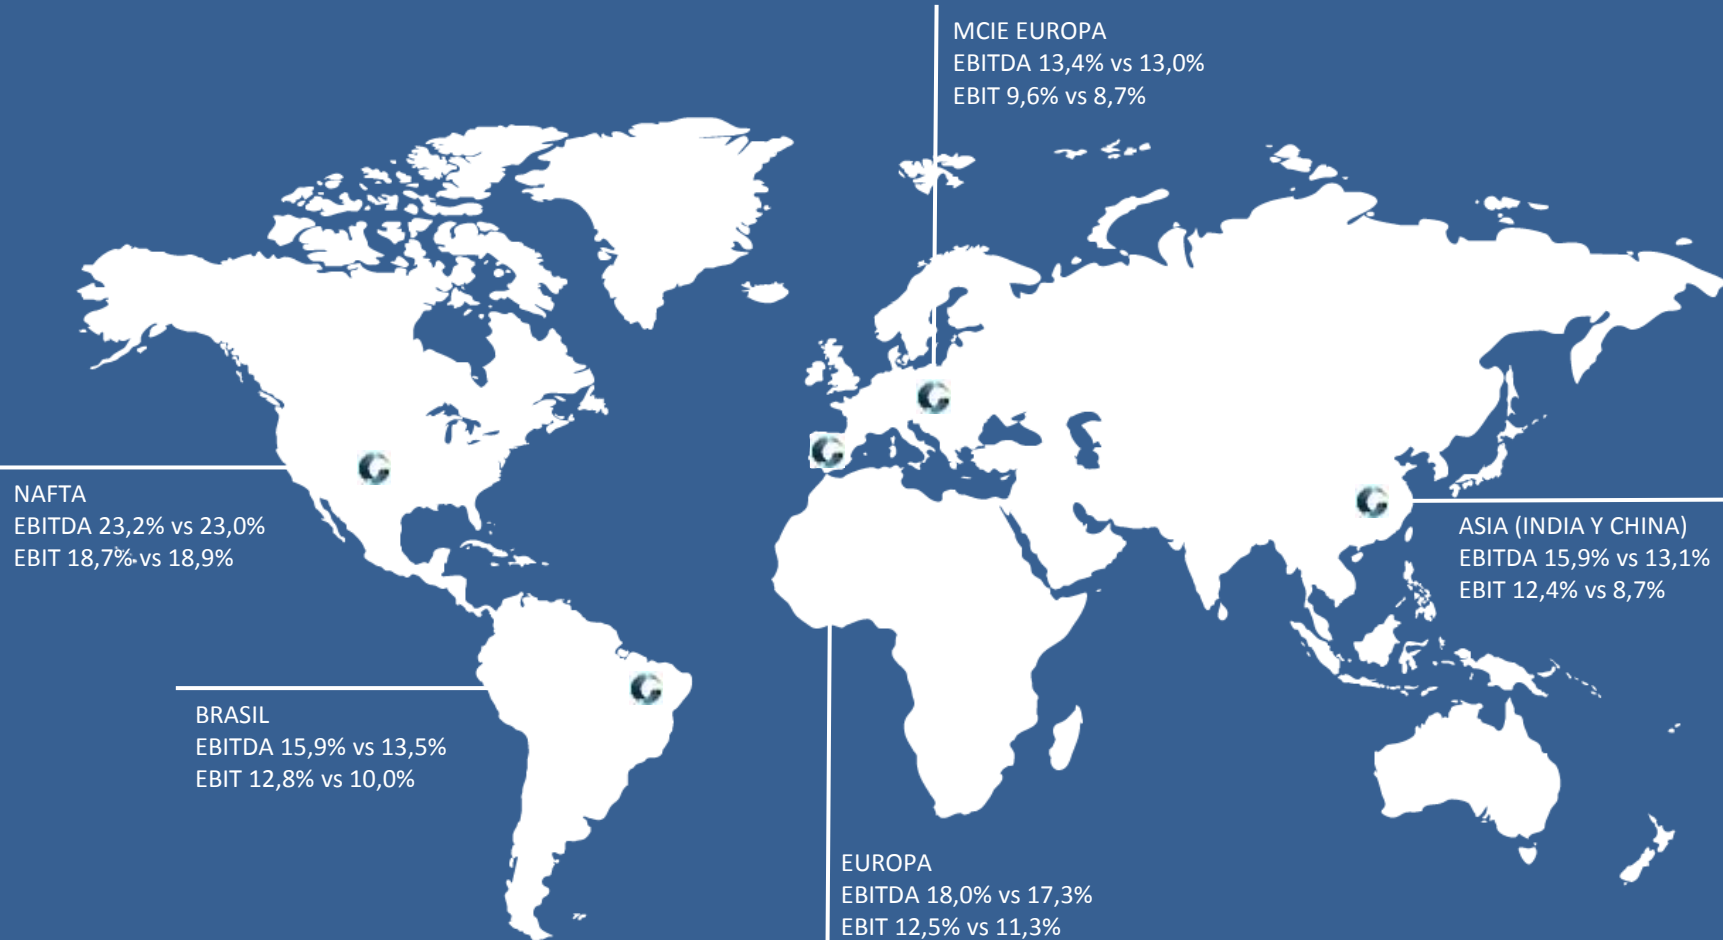 MCIE EUROPA
EBITDA 13,4% vs 13,0%
EBIT 9,6% vs 8,7%
NAFTA
EBITDA 23,2% vs 23,0%
EBIT 18,7% vs 18,9%
ASIA (INDIA Y CHINA)
EBITDA 15,9% vs 13,1%
EBIT 12,4% vs 8,7%
BRASIL
EBITDA 15,9% vs 13,5%
EBIT 12,8% vs 10,0%
EUROPA
EBITDA 18,0% vs 17,3%
EBIT 12,5% vs 11,3%